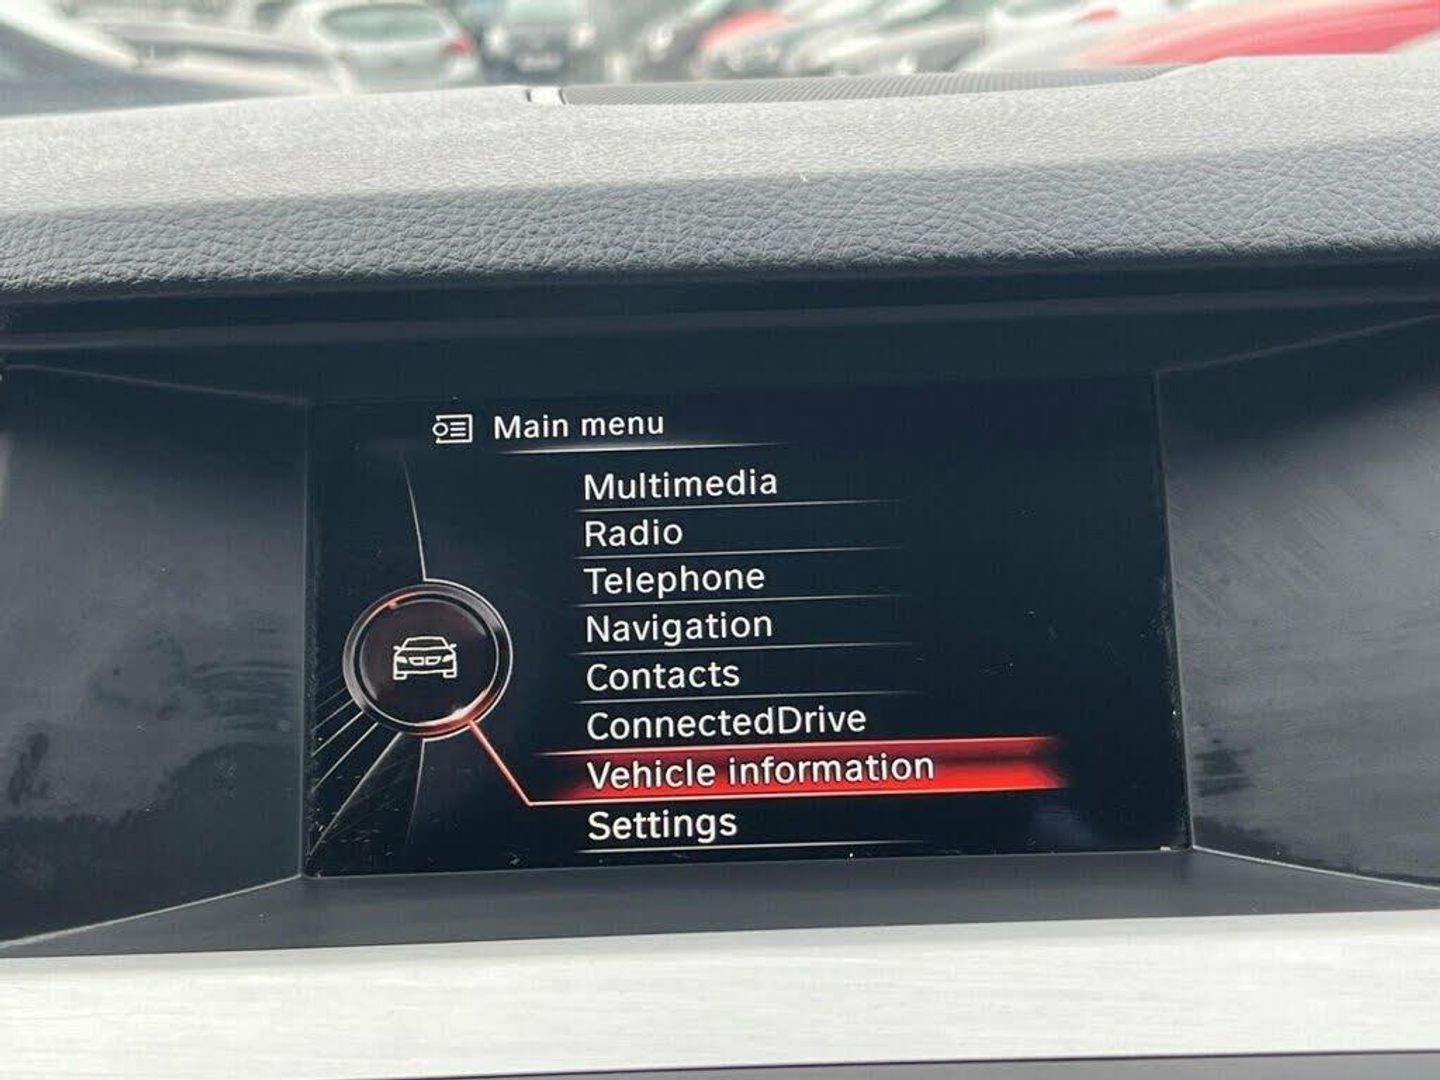 Main menu
Multimedia
Radio
Telephone
Navigation
Contacts
ConnectedDrive
Vehicle information
Settings